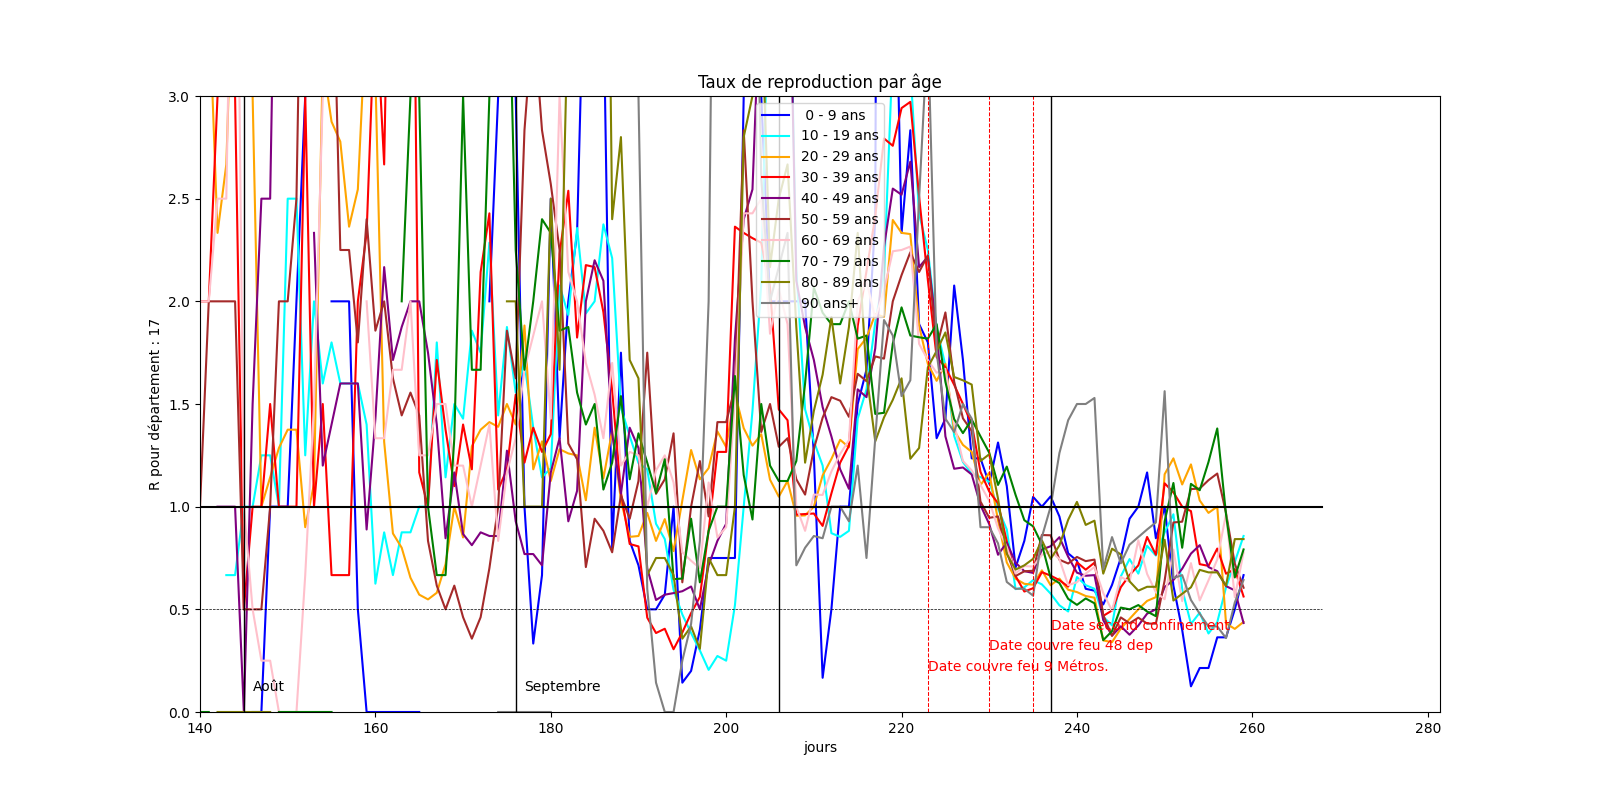 Taux de reproduction par âge
R pour département : 17
3.0
2.5
2.0
1.5
1.0
0.5
0.0
0 - 9 ans
10 - 19 ans
20 - 29 ans
30 - 39 ans
40 - 49 ans
50 - 59 ans
60 - 69 ans
70 - 79 ans
80 - 89 ans
90 ans+
Date second confinement
Date couvre feu 48 dep
Date couvre feu 9 Métros.
Août
Septembre
140 160 180 200 220 240 260 280
jours